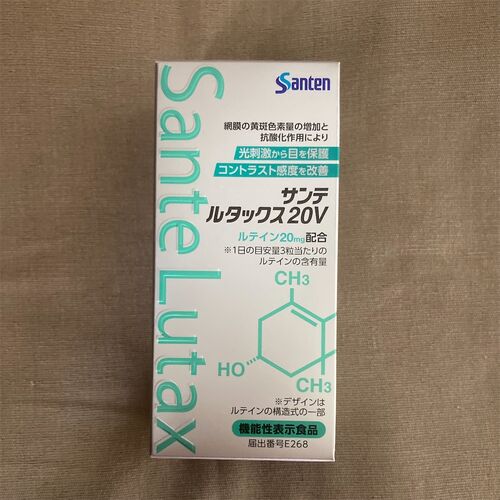 Santen
Sante Lutax
網膜の黄斑色素量の増加と
抗酸化作用により
光刺激から目を保護
コントラスト感度を改善
サンテ
ルタックス20V
ルテイン20mg配合
※1日の目安量3粒当たりの
ルテインの含有量
CH3
HO
CH3
※デザインは
ルテインの構造式の一部
機能性表示食品
届出番号E268